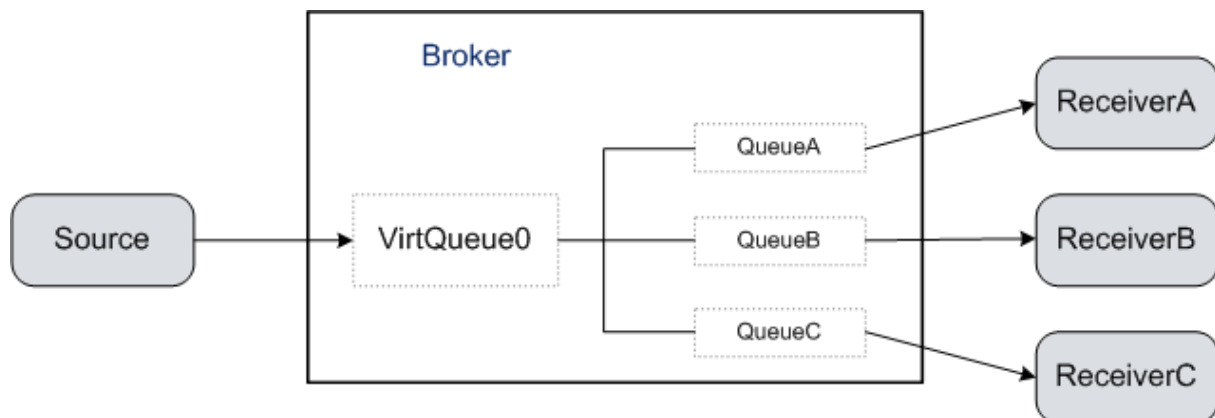 Broker
ReceiverA
QueueA
Source
VirtQueue0
QueueB
ReceiverB
QueueC
ReceiverC